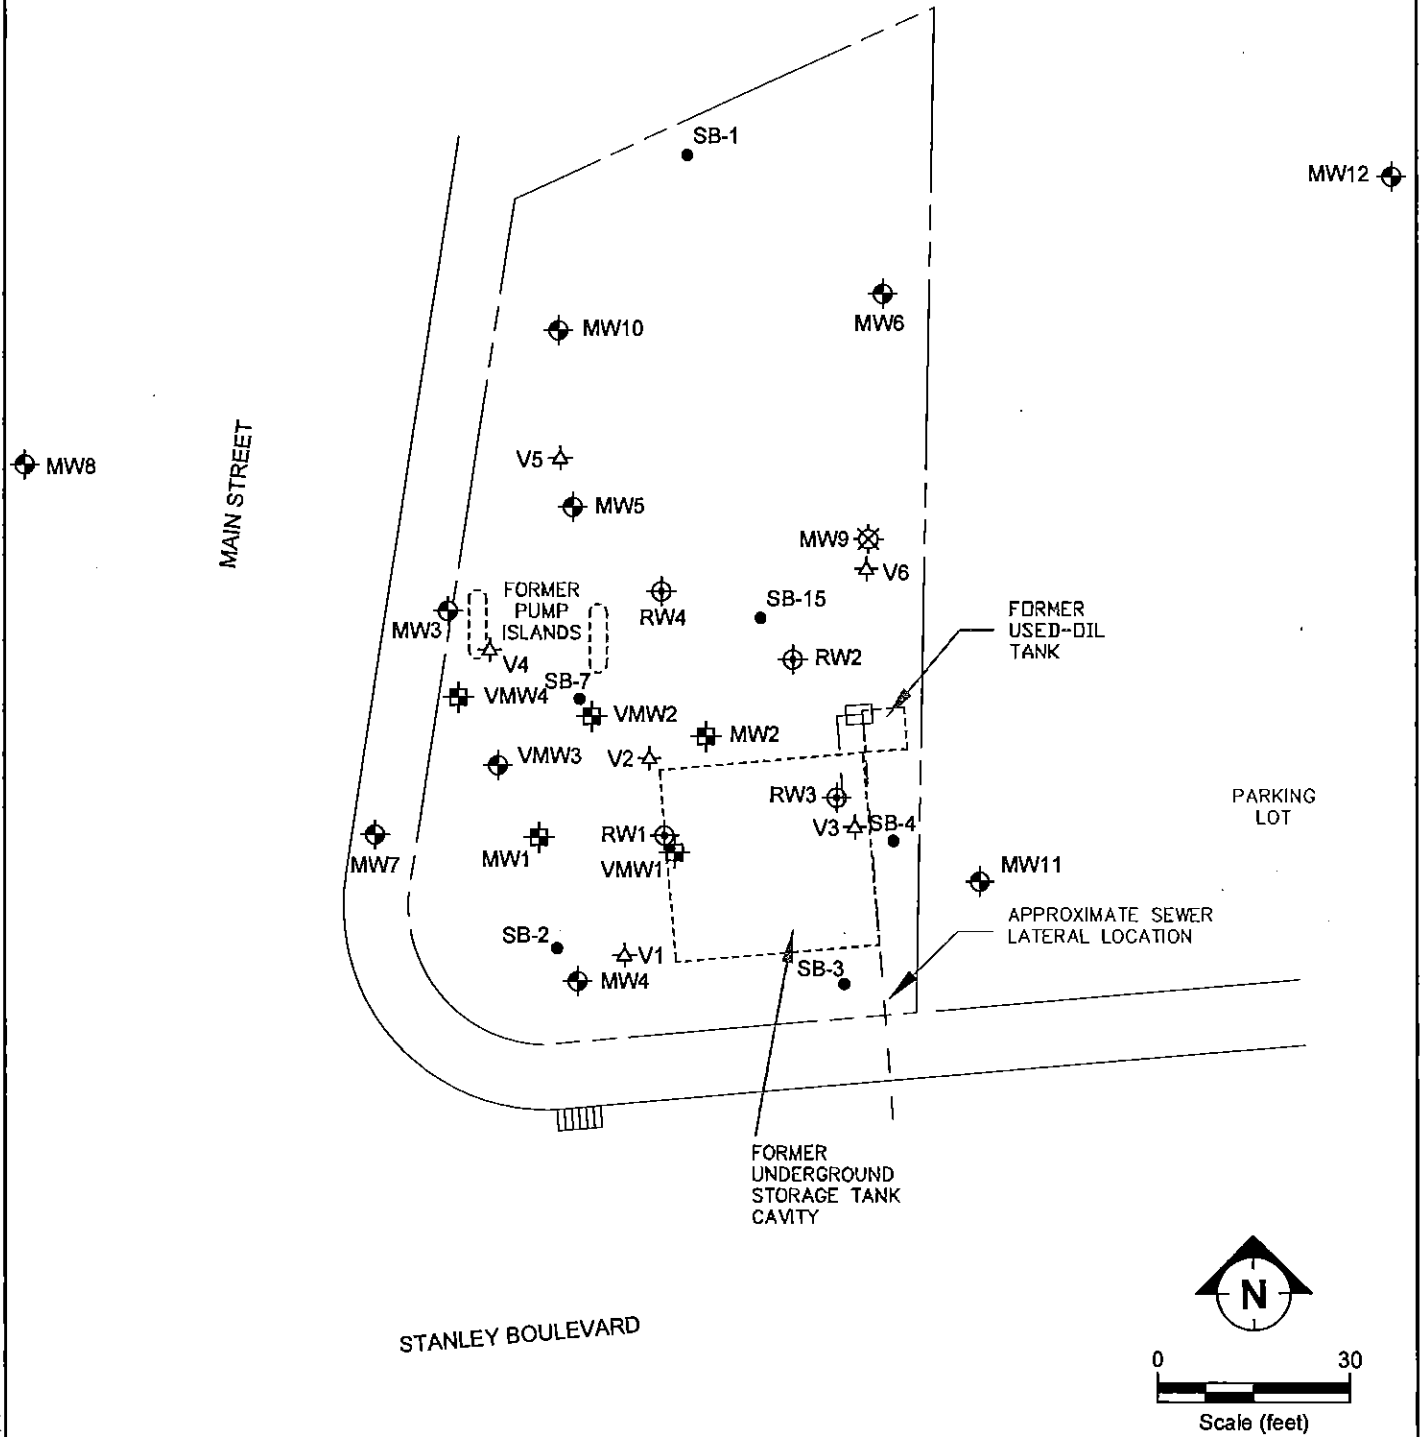 SB-1
MW12
MW6
MW10
MAIN STREET
MW8
V5
MW5
MW9
V6
FORMER
PUMP
ISLANDS
SB-15
RW4
MW3
FORMER
USED-OIL
TANK
V4
RW2
SB-7
VMW4
VMW2
MW2
VMW3
V2
RW3
PARKING
LOT
V3
SB-4
RW1
MW7
MW1
VMW1
MW11
APPROXIMATE SEWER
LATERAL LOCATION
SB-2
V1
SB-3
MW4
FORMER
UNDERGROUND
STORAGE TANK
CAVITY
N
STANLEY BOULEVARD
0 30
Scale (feet)